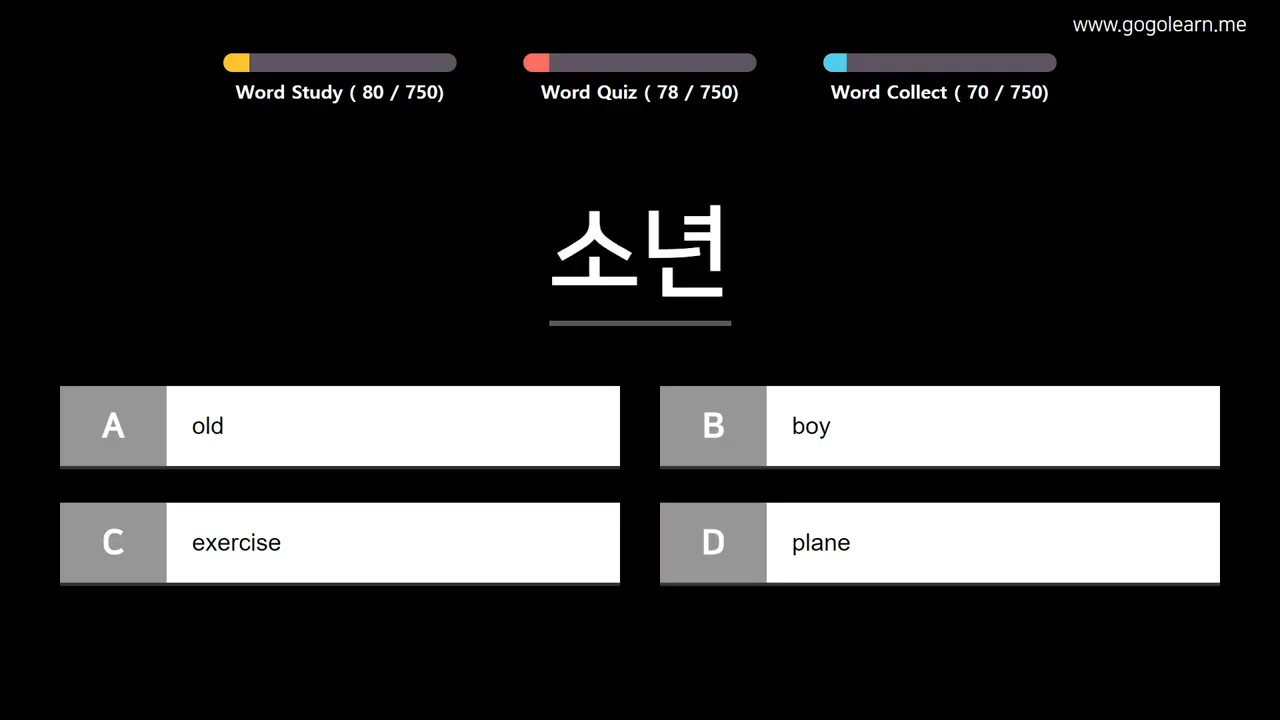 www.gogolearn.me
Word Study ( 80 / 750)
Word Quiz ( 78 / 750)
Word Collect ( 70 / 750)
소년
A old
B boy
C exercise
D plane